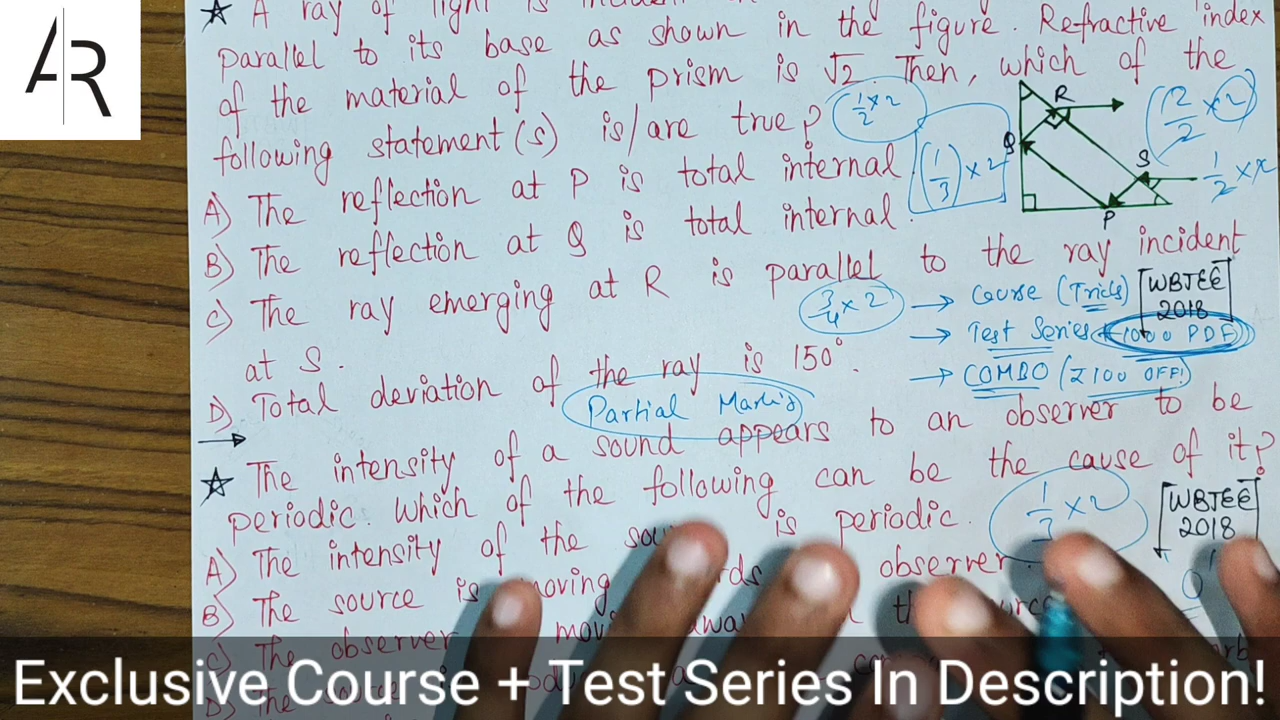 AR
☆ A ray of light is incident
parallel to its base as shown in the figure. Refractive index
of the material of the prism is √2. Then, which of the
following statement(s) is/are true?
(1/2 × 2)
(1/3) × 2
R
Q
S
P
(2/2 × 2)
1/2 × x
A) The reflection at P is total internal
B) The reflection at Q is total internal.
C) The ray emerging at R is parallel to the ray incident
at S.
[WBJEE
2018]
3/4 × 2
→ Course (Tricks)
→ Test Series + 1000 PDF
→ COMBO (₹100 OFF!)
D) Total deviation of the ray is 150°.
Partial Marks
→
☆ The intensity of a sound appears to an observer to be
periodic. Which of the following can be the cause of it?
1/3 × 2
[WBJEE
2018]
A) The intensity of the is periodic.
B) The source is moving observer.
C) The observer
D) The
Exclusive Course + Test Series In Description!